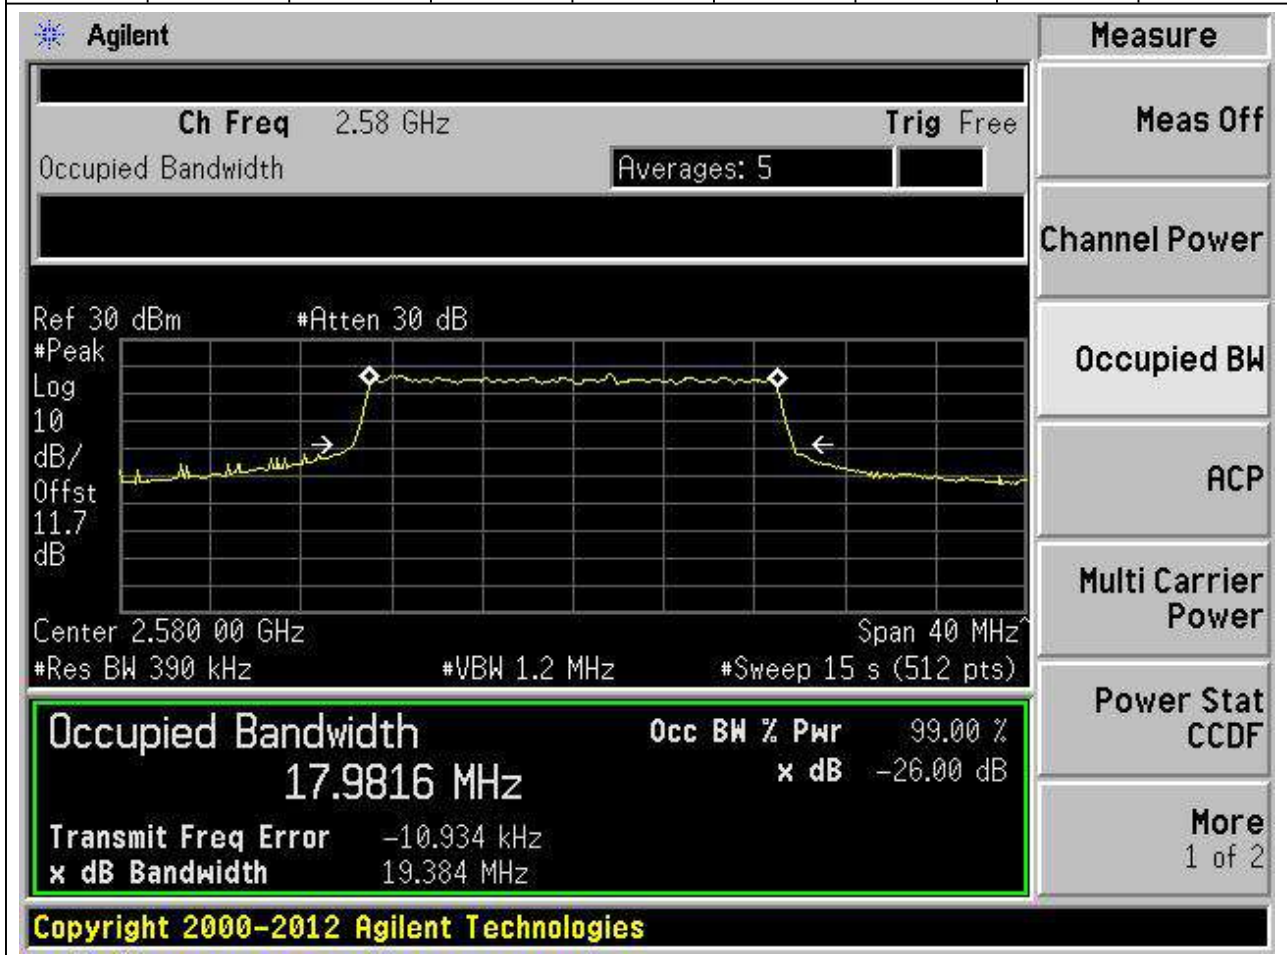 Agilent
Measure
Ch Freq 2.58 GHz Trig Free
Occupied Bandwidth Averages: 5
Meas Off
Channel Power
Ref 30 dBm #Atten 30 dB
#Peak
Log
10
dB/
Offst
11.7
dB
Occupied BW
ACP
Center 2.580 00 GHz Span 40 MHz^
#Res BW 390 kHz #VBW 1.2 MHz #Sweep 15 s (512 pts)
Multi Carrier
Power
Occupied Bandwidth Occ BW % Pwr 99.00 %
17.9816 MHz x dB -26.00 dB
Transmit Freq Error -10.934 kHz
x dB Bandwidth 19.384 MHz
Power Stat
CCDF
More
1 of 2
Copyright 2000-2012 Agilent Technologies